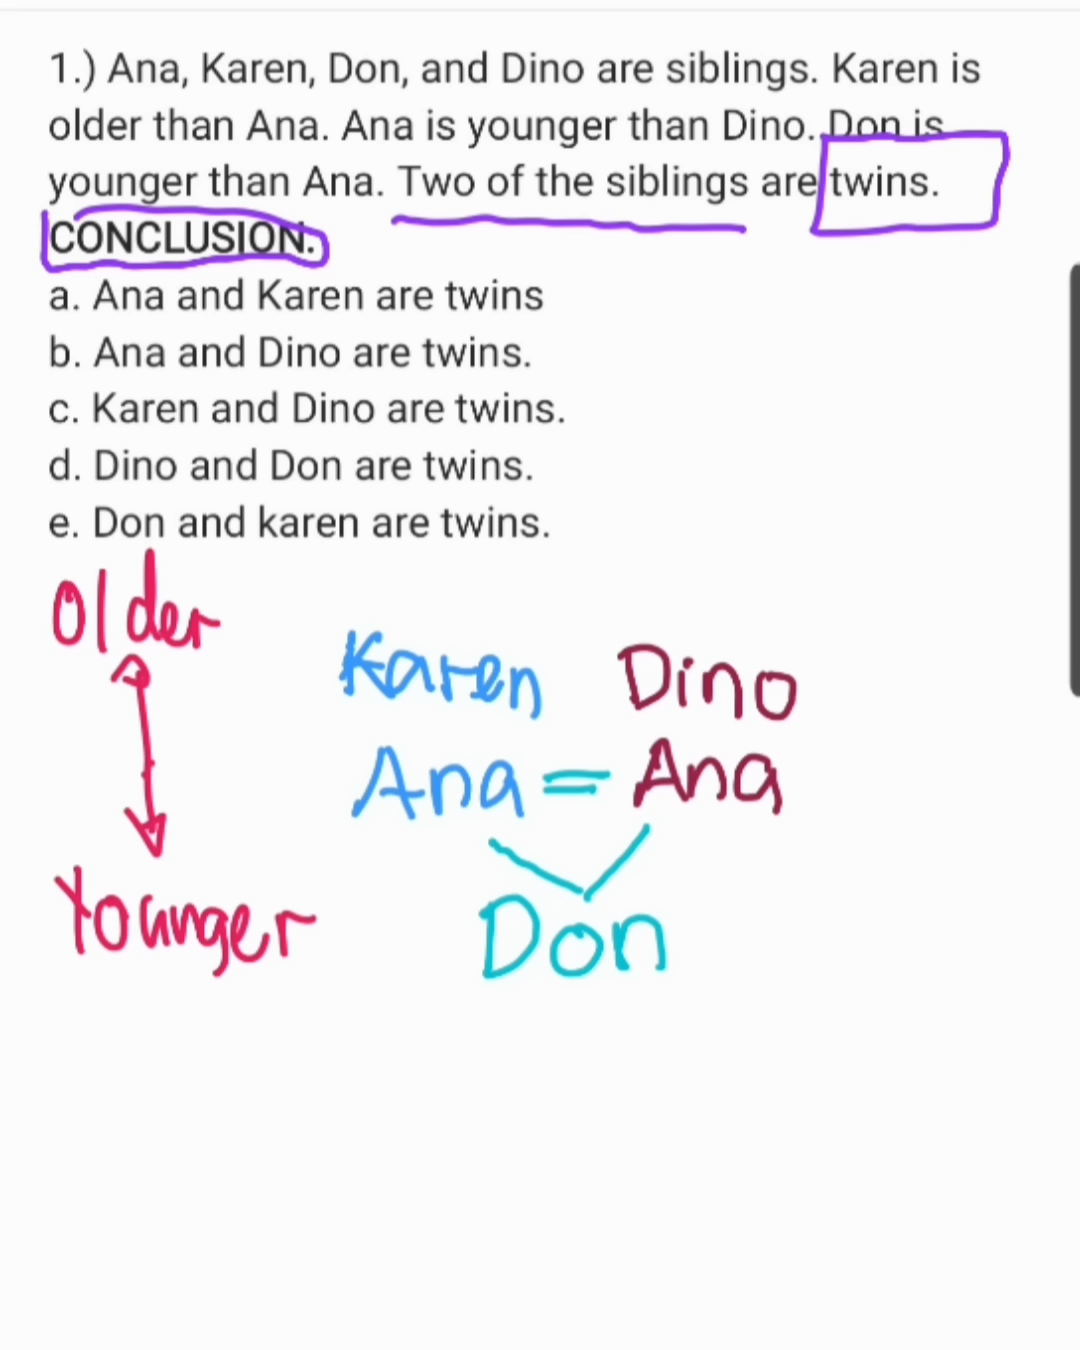 1.) Ana, Karen, Don, and Dino are siblings. Karen is
older than Ana. Ana is younger than Dino. Don is
younger than Ana. Two of the siblings are twins.
CONCLUSION.
a. Ana and Karen are twins
b. Ana and Dino are twins.
c. Karen and Dino are twins.
d. Dino and Don are twins.
e. Don and karen are twins.
Older
Karen Dino
Ana = Ana
Younger Don